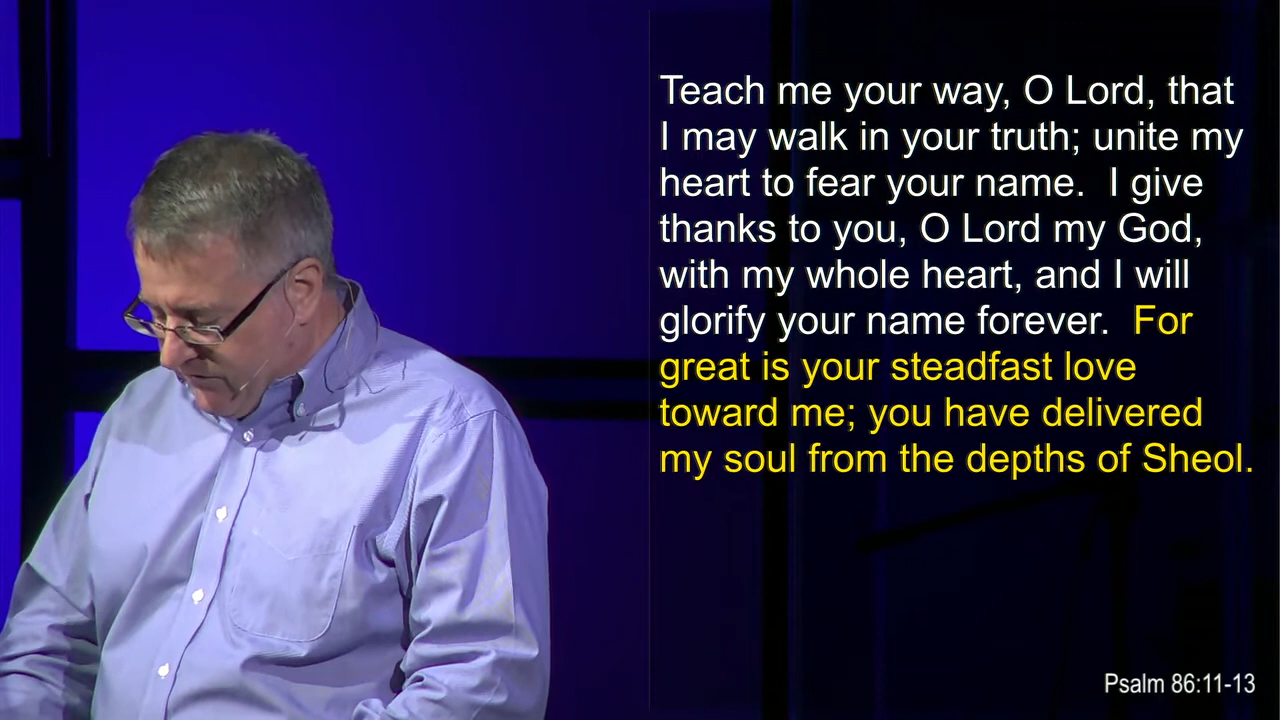 Teach me your way, O Lord, that
I may walk in your truth; unite my
heart to fear your name.  I give
thanks to you, O Lord my God,
with my whole heart, and I will
glorify your name forever.  For
great is your steadfast love
toward me; you have delivered
my soul from the depths of Sheol.
Psalm 86:11-13